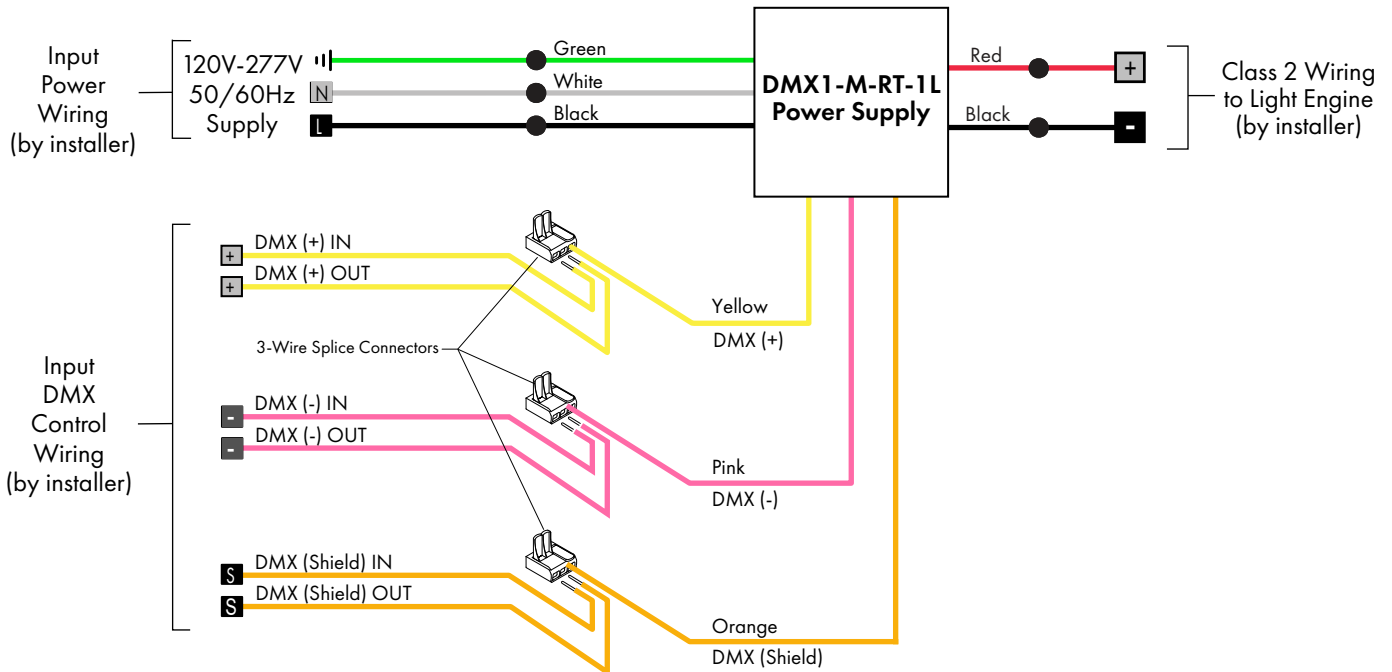 Input
Power
Wiring
(by installer)
120V-277V
50/60Hz
Supply
N
L
Green
White
Black
DMX1-M-RT-1L
Power Supply
Red
Black
+
-
Class 2 Wiring
to Light Engine
(by installer)
Input
DMX
Control
Wiring
(by installer)
+
DMX (+) IN
+
DMX (+) OUT
Yellow
DMX (+)
3-Wire Splice Connectors
-
DMX (-) IN
-
DMX (-) OUT
Pink
DMX (-)
S
DMX (Shield) IN
S
DMX (Shield) OUT
Orange
DMX (Shield)